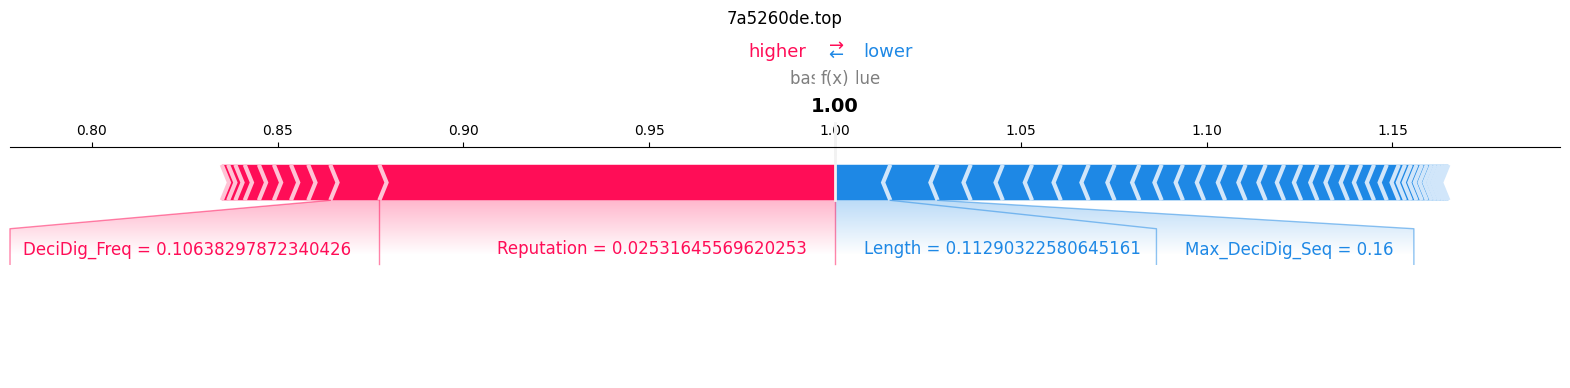 7a5260de.top
higher → lower
←
f(x)
1.00
0.80 0.85 0.90 0.95 1.00 1.05 1.10 1.15
DeciDig_Freq = 0.10638297872340426 Reputation = 0.02531645569620253 Length = 0.11290322580645161 Max_DeciDig_Seq = 0.16